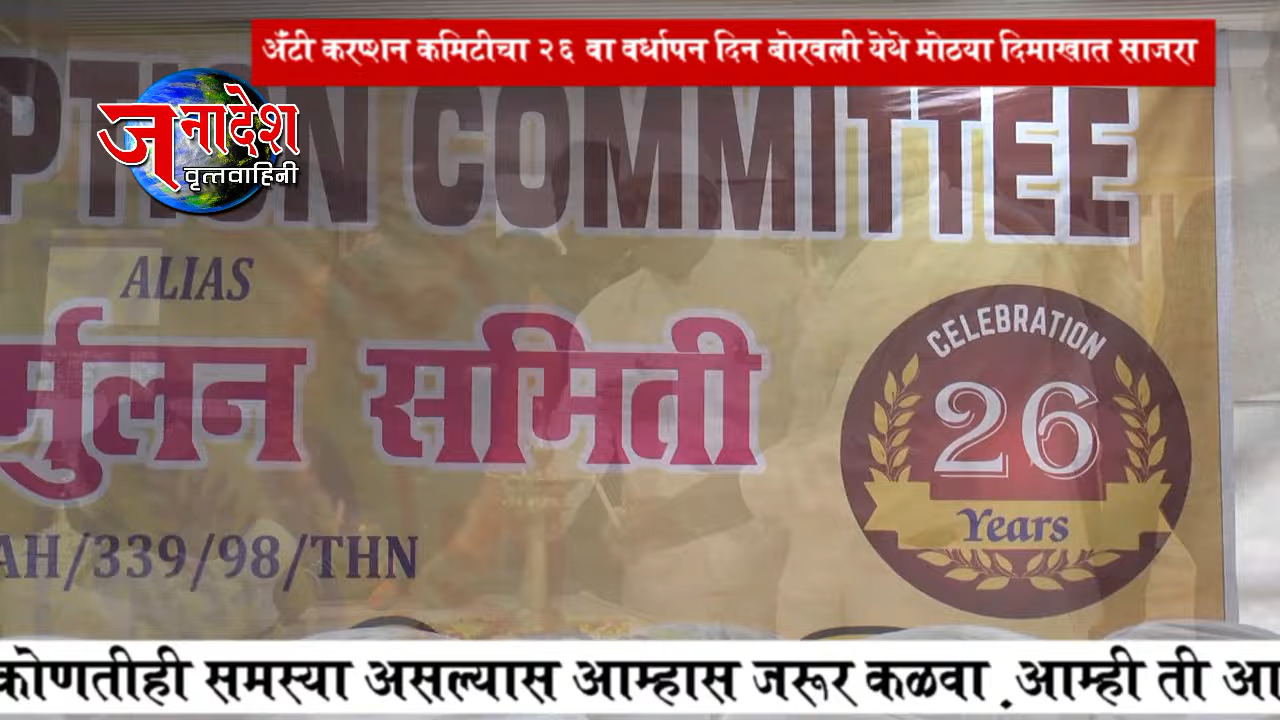 अँटी करप्शन कमिटीचा २६ वा वर्धापन दिन बोरवली येथे मोठया दिमाखात साजरा
जनादेश
वृत्तवाहिनी
PTION COMMITTEE
ALIAS
र्मुलन समिती
CELEBRATION
26
Years
AH/339/98/THN
कोणतीही समस्या असल्यास आम्हास जरूर कळवा .आम्ही ती आ